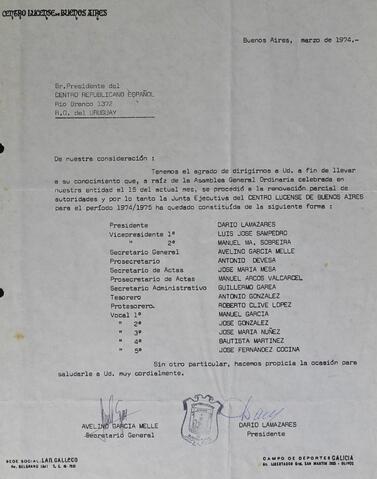 CENTRO LUCENSE DE BUENOS AIRES
Buenos Aires, marzo de 1974.-
Sr. Presidente del
CENTRO REPUBLICANO ESPAÑOL
Rio Branco 1372
R.O. del URUGUAY
De nuestra consideración :
Tenemos el agrado de dirigirnos a Ud. a fin de llevar
a su conocimiento que, a raíz de la Asamblea General Ordinaria celebrada en
nuestra entidad el 15 del actual mes, se procedió a la renovación parcial de
autoridades y por lo tanto la Junta Ejecutiva del CENTRO LUCENSE DE BUENOS AIRES
para el período 1974/1975 ha quedado constituída de la siguiente forma :
Presidente DARIO LAMAZARES
Vicepresidente 1º LUIS JOSE SAMPEDRO
" 2º MANUEL MA. SOBREIRA
Secretario General AVELINO GARCIA MELLE
Prosecretario ANTONIO DEVESA
Secretario de Actas JOSE MARIA MESA
Prosecretario de Actas MANUEL ARCOS VALCARCEL
Secretario Administrativo GUILLERMO GAREA
Tesorero ANTONIO GONZALEZ
Protesorero ROBERTO CLIVE LOPEZ
Vocal 1º MANUEL GARCIA
" 2º JOSE GONZALEZ
" 3º JOSE MARIA NUÑEZ
" 4º BAUTISTA MARTINEZ
" 5º JOSE FERNANDEZ COCINA
Sin otro particular, hacemos propicia la ocasión para
saludarle a Ud. muy cordialmente.
AVELINO GARCIA MELLE DARIO LAMAZARES
Secretario General Presidente
SEDE SOCIAL: LAR GALLEGO CAMPO DE DEPORTES GALICIA
Av. BELGRANO Av. LIBERTADOR Gral. SAN MARTIN - OLIVOS